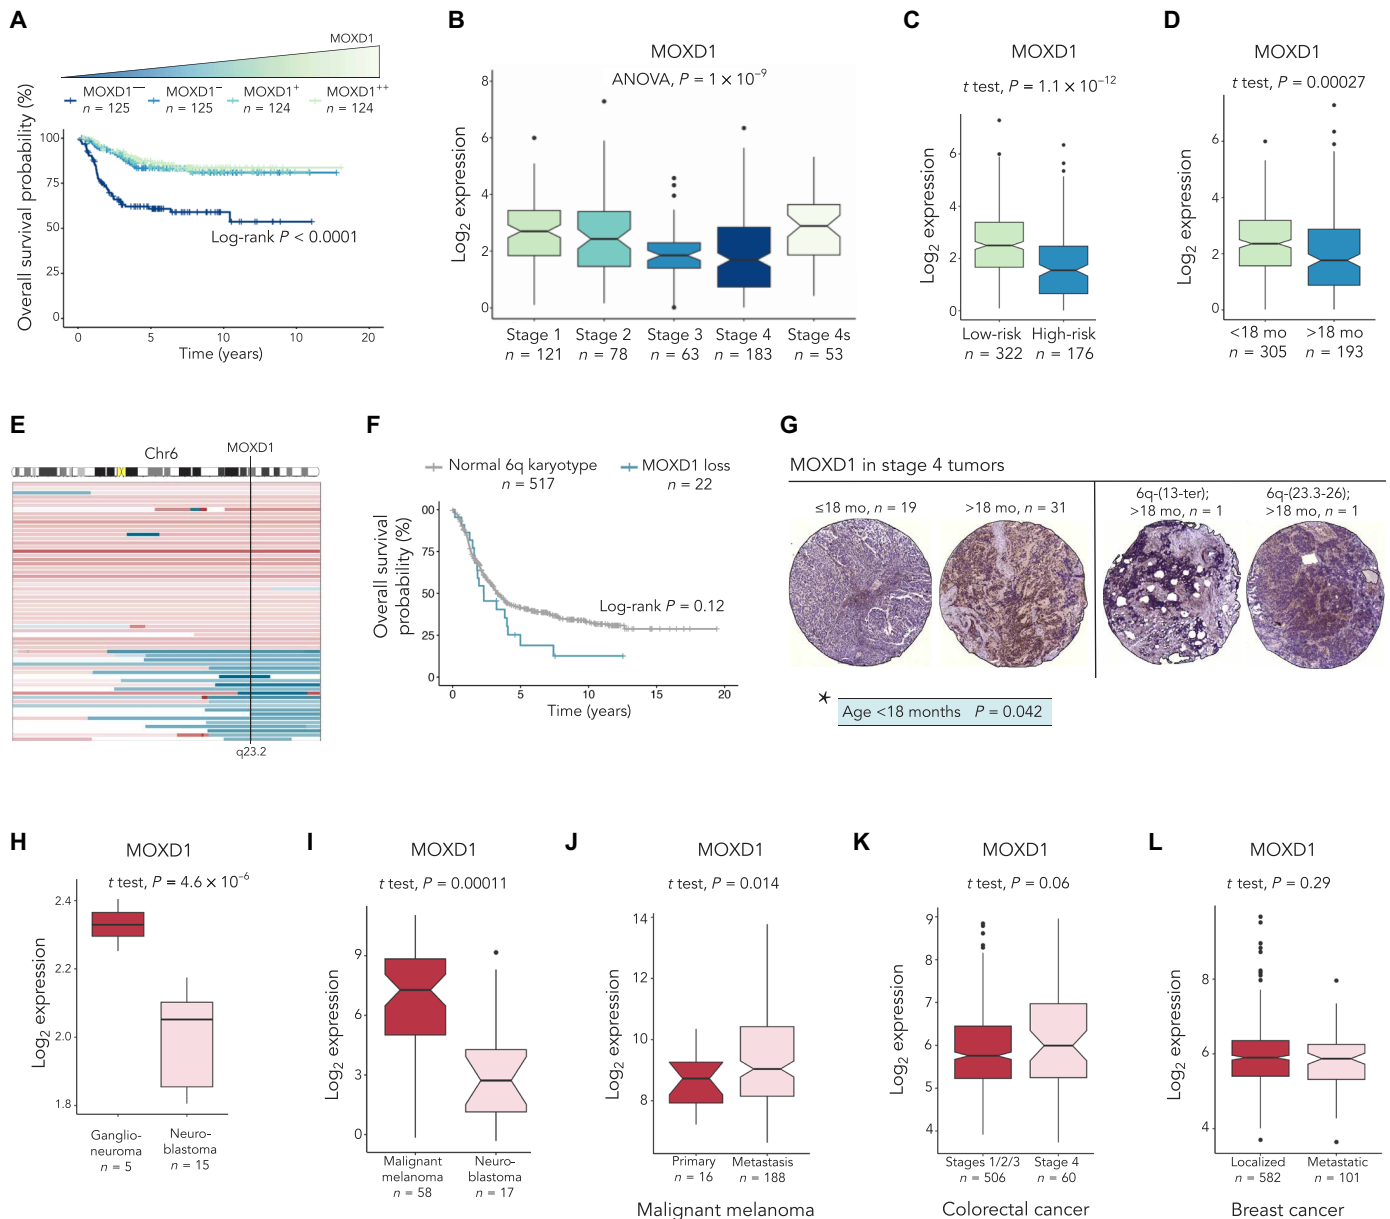 A
MOXD1
MOXD1−− MOXD1− MOXD1+ MOXD1++
n = 125 n = 125 n = 124 n = 124
Overall survival probability (%)
100
75
50
25
0
Log-rank P < 0.0001
0 5 10 10 20
Time (years)
B
MOXD1
ANOVA, P = 1 × 10−9
Log2 expression
8
6
4
2
0
Stage 1 Stage 2 Stage 3 Stage 4 Stage 4s
n = 121 n = 78 n = 63 n = 183 n = 53
C
MOXD1
t test, P = 1.1 × 10−12
Log2 expression
6
4
2
0
Low-risk High-risk
n = 322 n = 176
D
MOXD1
t test, P = 0.00027
Log2 expression
6
4
2
0
<18 mo >18 mo
n = 305 n = 193
E
Chr6
MOXD1
q23.2
F
Normal 6q karyotype MOXD1 loss
n = 517 n = 22
Overall survival
probability (%)
00
75
50
25
0
Log-rank P = 0.12
0 5 10 15 20
Time (years)
G
MOXD1 in stage 4 tumors
≤18 mo, n = 19
>18 mo, n = 31
6q-(13-ter);
>18 mo, n = 1
6q-(23.3-26);
>18 mo, n = 1
* Age <18 months P = 0.042
H
MOXD1
t test, P = 4.6 × 10−6
Log2 expression
2.4
2.2
2.0
1.8
Ganglio-
neuroma
n = 5
Neuro-
blastoma
n = 15
I
MOXD1
t test, P = 0.00011
Log2 expression
9
6
3
0
Malignant
melanoma
n = 58
Neuro-
blastoma
n = 17
J
MOXD1
t test, P = 0.014
Log2 expression
14
12
10
8
Primary Metastasis
n = 16 n = 188
Malignant melanoma
K
MOXD1
t test, P = 0.06
Log2 expression
9
8
7
6
5
4
Stages 1/2/3 Stage 4
n = 506 n = 60
Colorectal cancer
L
MOXD1
t test, P = 0.29
Log2 expression
8
6
4
Localized Metastatic
n = 582 n = 101
Breast cancer